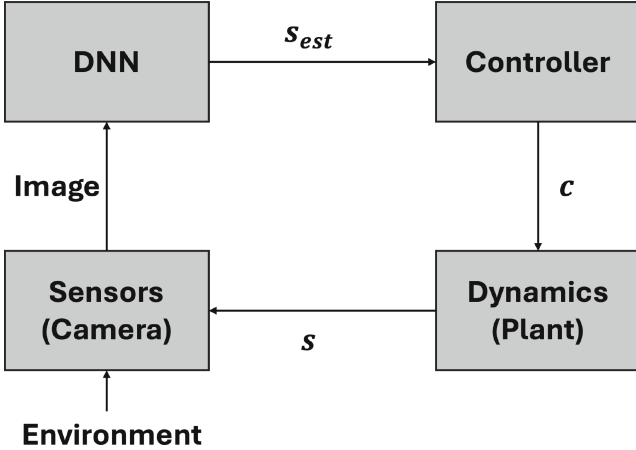 DNN
s_est
Controller
Image
c
Sensors
(Camera)
s
Dynamics
(Plant)
Environment